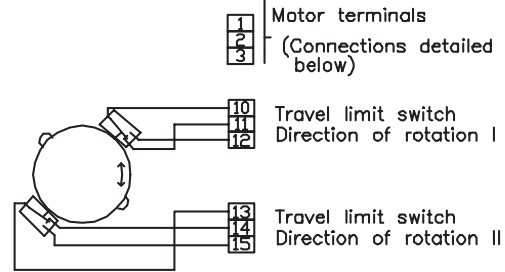 1
2
3
Motor terminals
(Connections detailed
below)
10
11
12
Travel limit switch
Direction of rotation I
13
14
15
Travel limit switch
Direction of rotation II